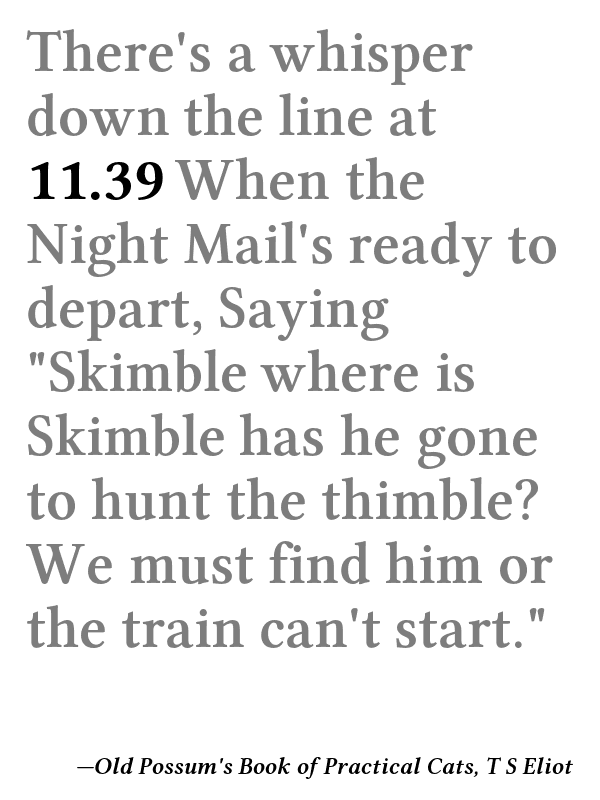 There's a whisper
down the line at
11.39 When the
Night Mail's ready to
depart, Saying
"Skimble where is
Skimble has he gone
to hunt the thimble?
We must find him or
the train can't start."
—Old Possum's Book of Practical Cats, T S Eliot